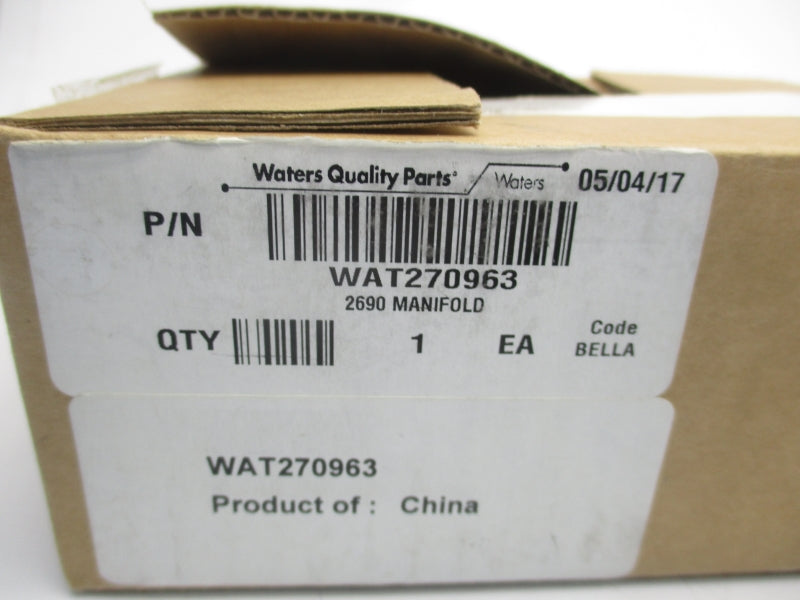 Waters Quality Parts® Waters 05/04/17
P/N
WAT270963
2690 MANIFOLD
QTY 1 EA Code
BELLA
WAT270963
Product of : China